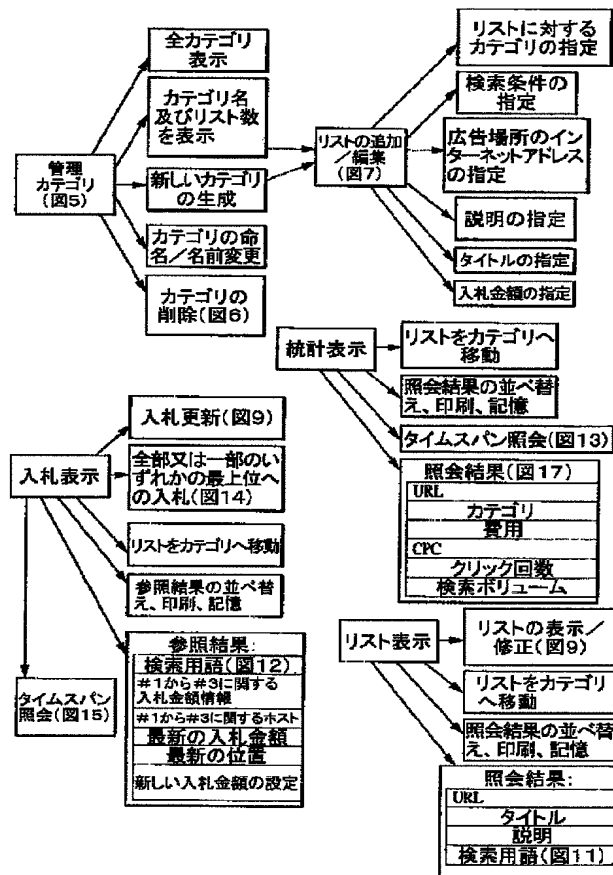 全カテゴリ
表示
カテゴリ名
及びリスト数
を表示
管理
カテゴリ
(図5)
新しいカテゴリ
の生成
カテゴリの命
名/名前変更
カテゴリの
削除(図6)
リストの追加
/編集
(図7)
リストに対する
カテゴリの指定
検索条件の
指定
広告場所のイン
ターネットアドレス
の指定
説明の指定
タイトルの指定
入札金額の指定
統計表示
リストをカテゴリへ
移動
照会結果の並べ替
え、印刷、記憶
タイムスパン照会(図13)
照会結果(図17)
URL
カテゴリ
費用
CPC
クリック回数
検索ボリューム
入札表示
入札更新(図9)
全部又は一部のい
ずれかの最上位へ
の入札(図14)
リストをカテゴリへ移動
参照結果の並べ替
え、印刷、記憶
タイムスパン
照会(図15)
参照結果:
検索用語(図12)
#1から#3に関する
入札金額情報
#1から#3に関するホスト
最新の入札金額
最新の位置
新しい入札金額の設定
リスト表示
リストの表示/
修正(図9)
リストをカテゴリ
へ移動
照会結果の並べ替
え、印刷、記憶
照会結果:
URL
タイトル
説明
検索用語(図11)